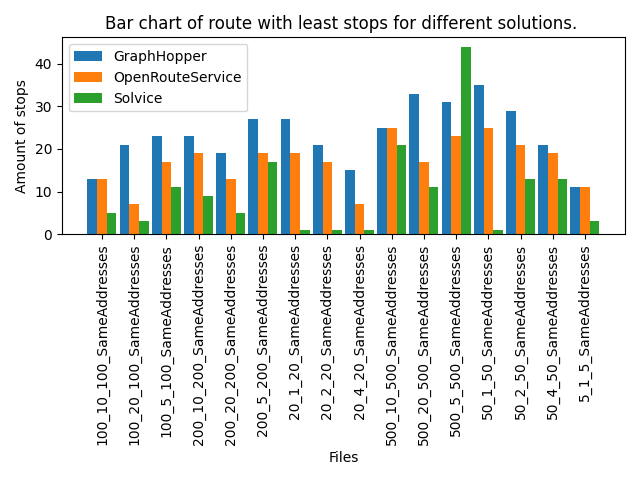 Bar chart of route with least stops for different solutions.
GraphHopper
OpenRouteService
Solvice
Amount of stops
40
30
20
10
0
100_10_100_SameAddresses
100_20_100_SameAddresses
100_5_100_SameAddresses
200_10_200_SameAddresses
200_20_200_SameAddresses
200_5_200_SameAddresses
20_1_20_SameAddresses
20_2_20_SameAddresses
20_4_20_SameAddresses
500_10_500_SameAddresses
500_20_500_SameAddresses
500_5_500_SameAddresses
50_1_50_SameAddresses
50_2_50_SameAddresses
50_4_50_SameAddresses
5_1_5_SameAddresses
Files